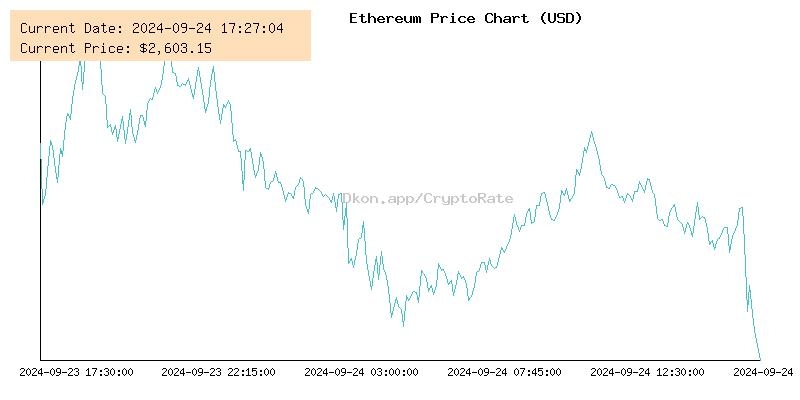 Ethereum Price Chart (USD)
Current Date: 2024-09-24 17:27:04
Current Price: $2,603.15
Dkon.app/CryptoRate
2024-09-23 17:30:00 2024-09-23 22:15:00 2024-09-24 03:00:00 2024-09-24 07:45:00 2024-09-24 12:30:00 2024-09-24